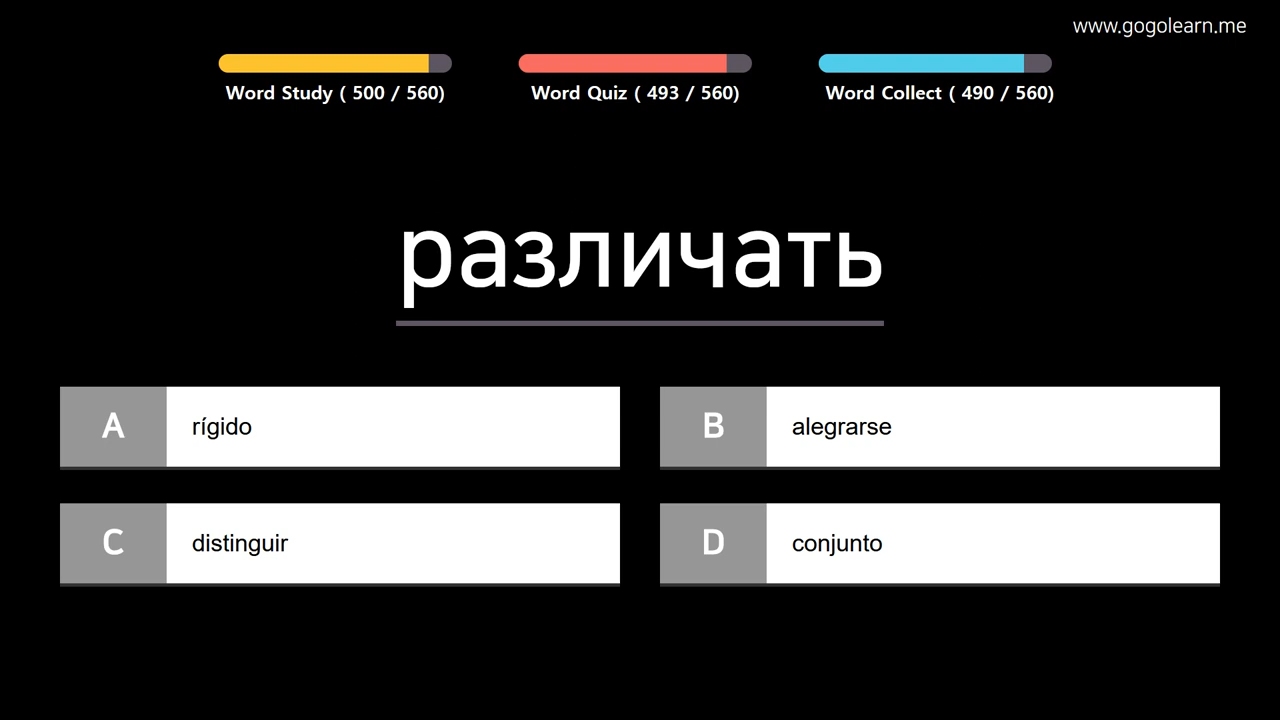 www.gogolearn.me
Word Study ( 500 / 560)
Word Quiz ( 493 / 560)
Word Collect ( 490 / 560)
различать
A
rígido
B
alegrarse
C
distinguir
D
conjunto